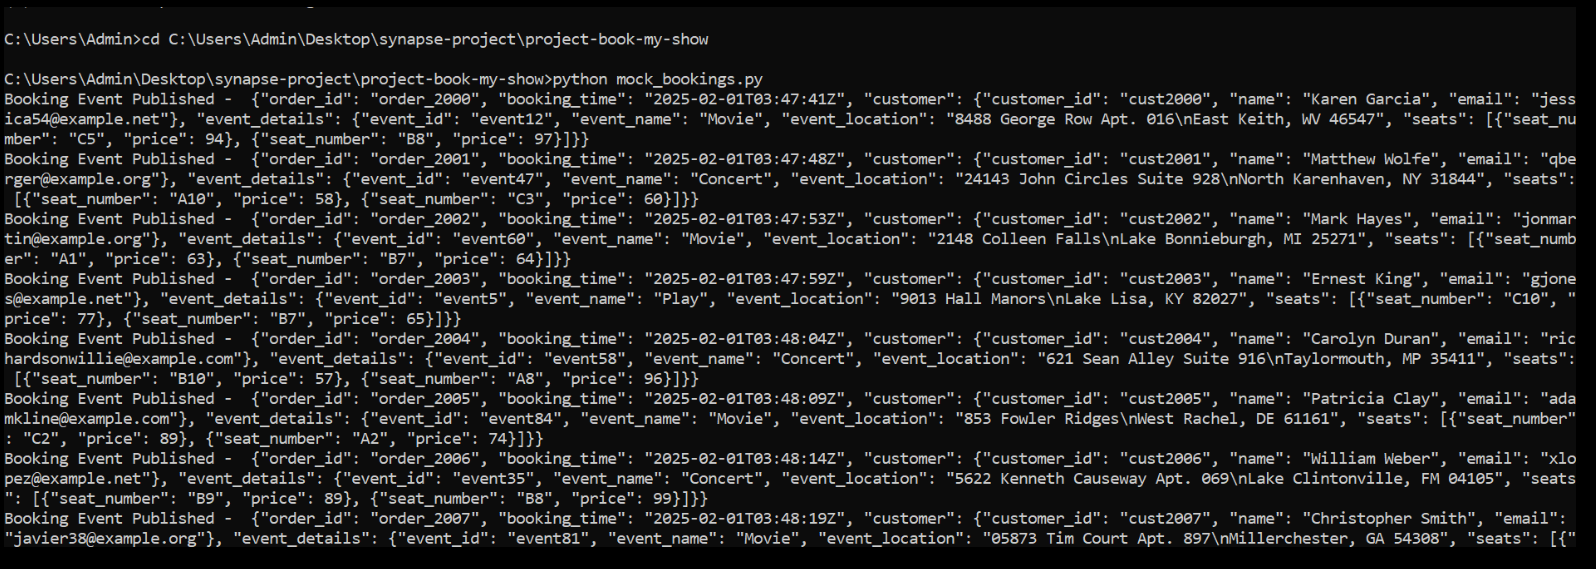 C:\Users\Admin>cd C:\Users\Admin\Desktop\synapse-project\project-book-my-show
C:\Users\Admin\Desktop\synapse-project\project-book-my-show>python mock_bookings.py
Booking Event Published -  {"order_id": "order_2000", "booking_time": "2025-02-01T03:47:41Z", "customer": {"customer_id": "cust2000", "name": "Karen Garcia", "email": "jess
ica54@example.net"}, "event_details": {"event_id": "event12", "event_name": "Movie", "event_location": "8488 George Row Apt. 016\nEast Keith, WV 46547", "seats": [{"seat_nu
mber": "C5", "price": 94}, {"seat_number": "B8", "price": 97}]}}
Booking Event Published -  {"order_id": "order_2001", "booking_time": "2025-02-01T03:47:48Z", "customer": {"customer_id": "cust2001", "name": "Matthew Wolfe", "email": "qbe
rger@example.org"}, "event_details": {"event_id": "event47", "event_name": "Concert", "event_location": "24143 John Circles Suite 928\nNorth Karenhaven, NY 31844", "seats":
 [{"seat_number": "A10", "price": 58}, {"seat_number": "C3", "price": 60}]}}
Booking Event Published -  {"order_id": "order_2002", "booking_time": "2025-02-01T03:47:53Z", "customer": {"customer_id": "cust2002", "name": "Mark Hayes", "email": "jonmar
tin@example.org"}, "event_details": {"event_id": "event60", "event_name": "Movie", "event_location": "2148 Colleen Falls\nLake Bonnieburgh, MI 25271", "seats": [{"seat_numb
er": "A1", "price": 63}, {"seat_number": "B7", "price": 64}]}}
Booking Event Published -  {"order_id": "order_2003", "booking_time": "2025-02-01T03:47:59Z", "customer": {"customer_id": "cust2003", "name": "Ernest King", "email": "gjone
s@example.net"}, "event_details": {"event_id": "event5", "event_name": "Play", "event_location": "9013 Hall Manors\nLake Lisa, KY 82027", "seats": [{"seat_number": "C10", "
price": 77}, {"seat_number": "B7", "price": 65}]}}
Booking Event Published -  {"order_id": "order_2004", "booking_time": "2025-02-01T03:48:04Z", "customer": {"customer_id": "cust2004", "name": "Carolyn Duran", "email": "ric
hardsonwillie@example.com"}, "event_details": {"event_id": "event58", "event_name": "Concert", "event_location": "621 Sean Alley Suite 916\nTaylormouth, MP 35411", "seats":
 [{"seat_number": "B10", "price": 57}, {"seat_number": "A8", "price": 96}]}}
Booking Event Published -  {"order_id": "order_2005", "booking_time": "2025-02-01T03:48:09Z", "customer": {"customer_id": "cust2005", "name": "Patricia Clay", "email": "ada
mkline@example.com"}, "event_details": {"event_id": "event84", "event_name": "Movie", "event_location": "853 Fowler Ridges\nWest Rachel, DE 61161", "seats": [{"seat_number"
: "C2", "price": 89}, {"seat_number": "A2", "price": 74}]}}
Booking Event Published -  {"order_id": "order_2006", "booking_time": "2025-02-01T03:48:14Z", "customer": {"customer_id": "cust2006", "name": "William Weber", "email": "xlo
pez@example.net"}, "event_details": {"event_id": "event35", "event_name": "Concert", "event_location": "5622 Kenneth Causeway Apt. 069\nLake Clintonville, FM 04105", "seats
": [{"seat_number": "B9", "price": 89}, {"seat_number": "B8", "price": 99}]}}
Booking Event Published -  {"order_id": "order_2007", "booking_time": "2025-02-01T03:48:19Z", "customer": {"customer_id": "cust2007", "name": "Christopher Smith", "email":
"javier38@example.org"}, "event_details": {"event_id": "event81", "event_name": "Movie", "event_location": "05873 Tim Court Apt. 897\nMillerchester, GA 54308", "seats": [{"